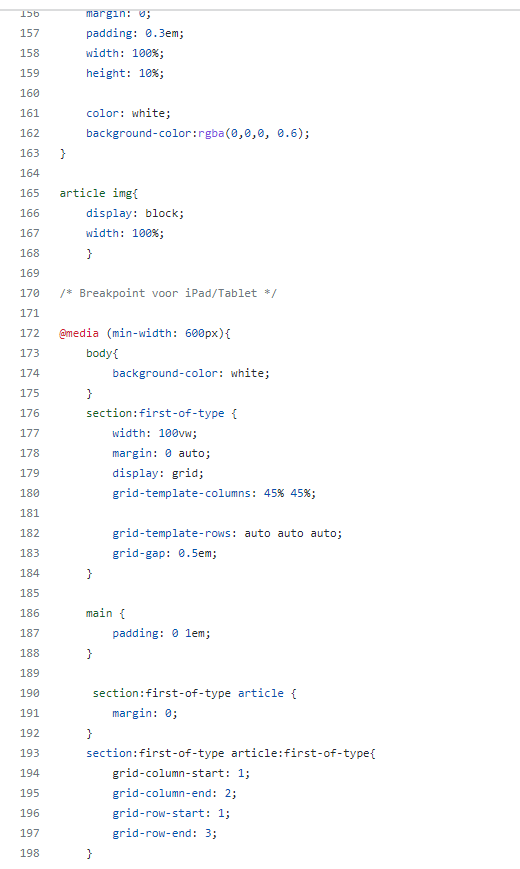 156 margin: 0;
157 padding: 0.3em;
158 width: 100%;
159 height: 10%;
160
161 color: white;
162 background-color:rgba(0,0,0, 0.6);
163 }
164
165 article img{
166 display: block;
167 width: 100%;
168 }
169
170 /* Breakpoint voor iPad/Tablet */
171
172 @media (min-width: 600px){
173 body{
174 background-color: white;
175 }
176 section:first-of-type {
177 width: 100vw;
178 margin: 0 auto;
179 display: grid;
180 grid-template-columns: 45% 45%;
181
182 grid-template-rows: auto auto auto;
183 grid-gap: 0.5em;
184 }
185
186 main {
187 padding: 0 1em;
188 }
189
190 section:first-of-type article {
191 margin: 0;
192 }
193 section:first-of-type article:first-of-type{
194 grid-column-start: 1;
195 grid-column-end: 2;
196 grid-row-start: 1;
197 grid-row-end: 3;
198 }